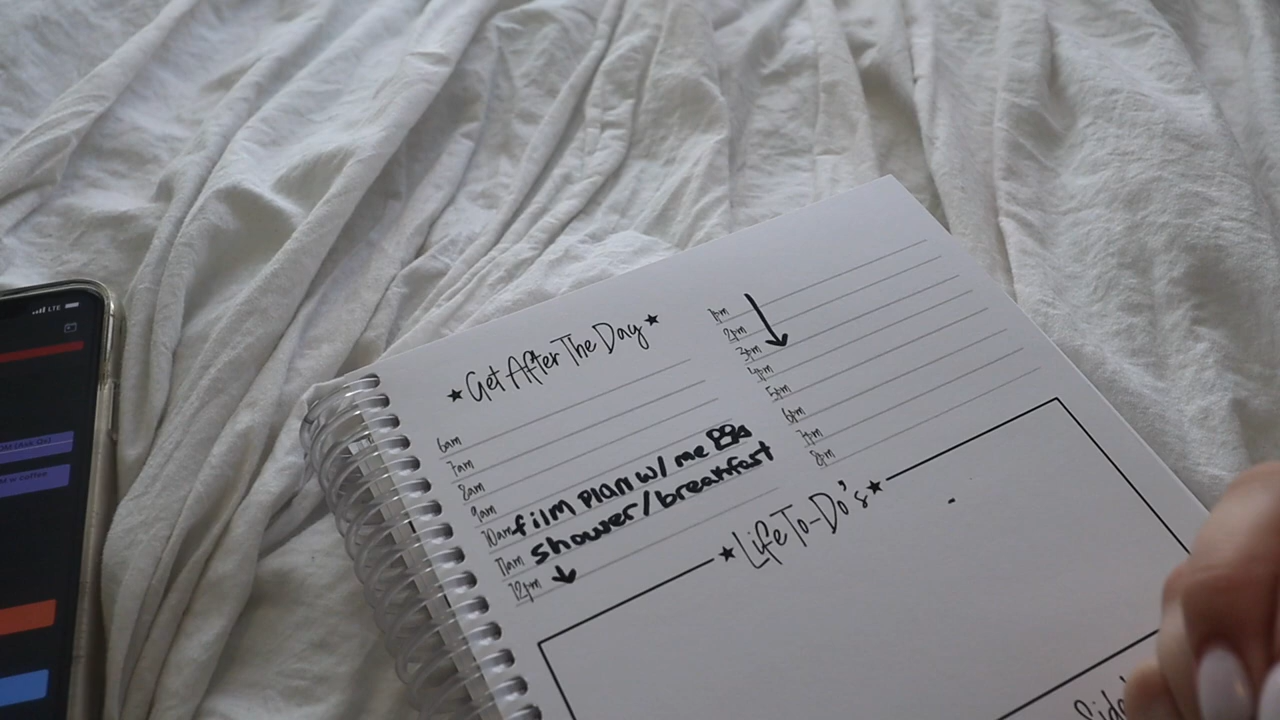 LTE
★Get After The Day★
6am
7am
8am
9am
10am film plan w/ me
11am shower/breakfast
12pm ↓
1pm
2pm
3pm
4pm
5pm
6pm
7pm
8pm
★Life To-Do's★